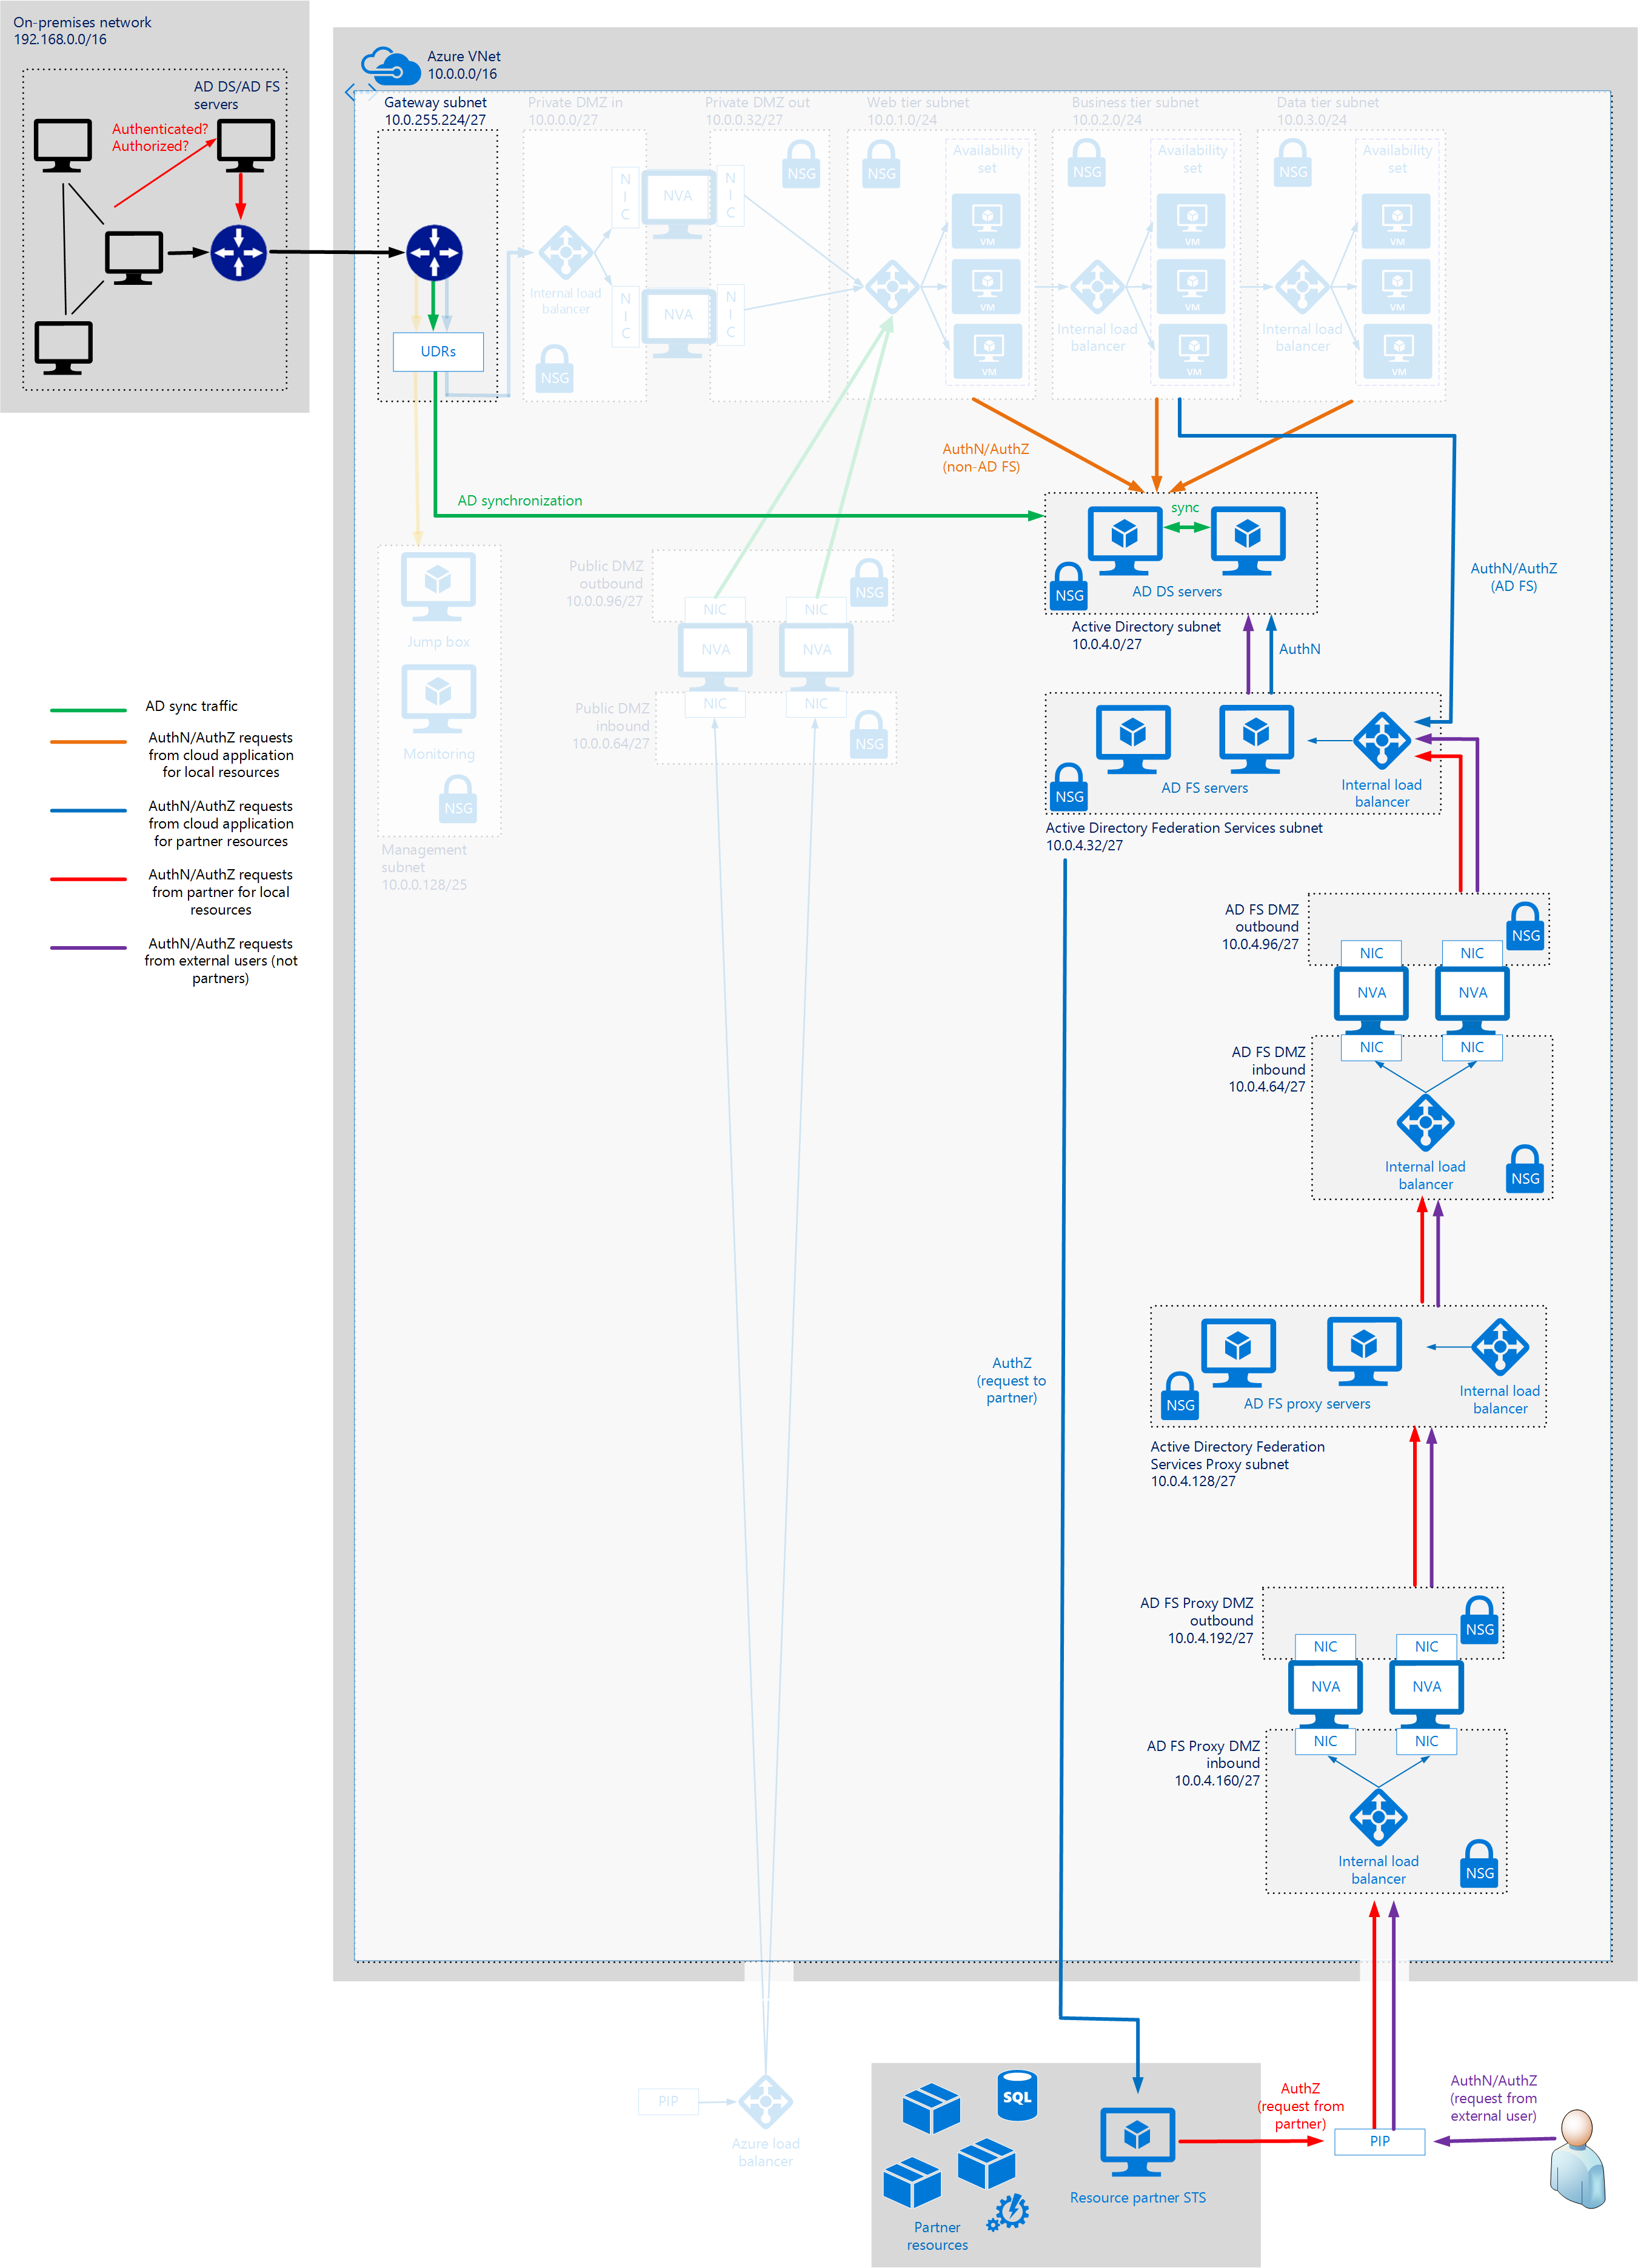 On-premises network
192.168.0.0/16
AD DS/AD FS
servers
Authenticated?
Authorized?
Azure VNet
10.0.0.0/16
Gateway subnet
10.0.255.224/27
UDRs
Private DMZ in
10.0.0.0/27
N
I
C
N
I
C
Internal load
balancer
NSG
NVA
NVA
Private DMZ out
10.0.0.32/27
N
I
C
N
I
C
NSG
Web tier subnet
10.0.1.0/24
NSG
Availability
set
VM
VM
VM
Business tier subnet
10.0.2.0/24
NSG
Availability
set
VM
VM
VM
Internal load
balancer
Data tier subnet
10.0.3.0/24
NSG
Availability
set
VM
VM
VM
Internal load
balancer
AuthN/AuthZ
(non-AD FS)
AD synchronization
sync
NSG
AD DS servers
Active Directory subnet
10.0.4.0/27
AuthN/AuthZ
(AD FS)
AuthN
Jump box
Monitoring
NSG
Management
subnet
10.0.0.128/25
Public DMZ
outbound
10.0.0.96/27
NSG
NIC
NIC
NVA
NVA
NIC
NIC
Public DMZ
inbound
10.0.0.64/27
NSG
NSG
AD FS servers
Internal load
balancer
Active Directory Federation Services subnet
10.0.4.32/27
AD sync traffic
AuthN/AuthZ requests
from cloud application
for local resources
AuthN/AuthZ requests
from cloud application
for partner resources
AuthN/AuthZ requests
from partner for local
resources
AuthN/AuthZ requests
from external users (not
partners)
AD FS DMZ
outbound
10.0.4.96/27
NSG
NIC
NIC
NVA
NVA
NIC
NIC
AD FS DMZ
inbound
10.0.4.64/27
Internal load
balancer
NSG
AuthZ
(request to
partner)
NSG
AD FS proxy servers
Internal load
balancer
Active Directory Federation
Services Proxy subnet
10.0.4.128/27
AD FS Proxy DMZ
outbound
10.0.4.192/27
NSG
NIC
NIC
NVA
NVA
NIC
NIC
AD FS Proxy DMZ
inbound
10.0.4.160/27
Internal load
balancer
NSG
PIP
Azure load
balancer
SQL
Partner
resources
Resource partner STS
AuthZ
(request from
partner)
PIP
AuthN/AuthZ
(request from
external user)